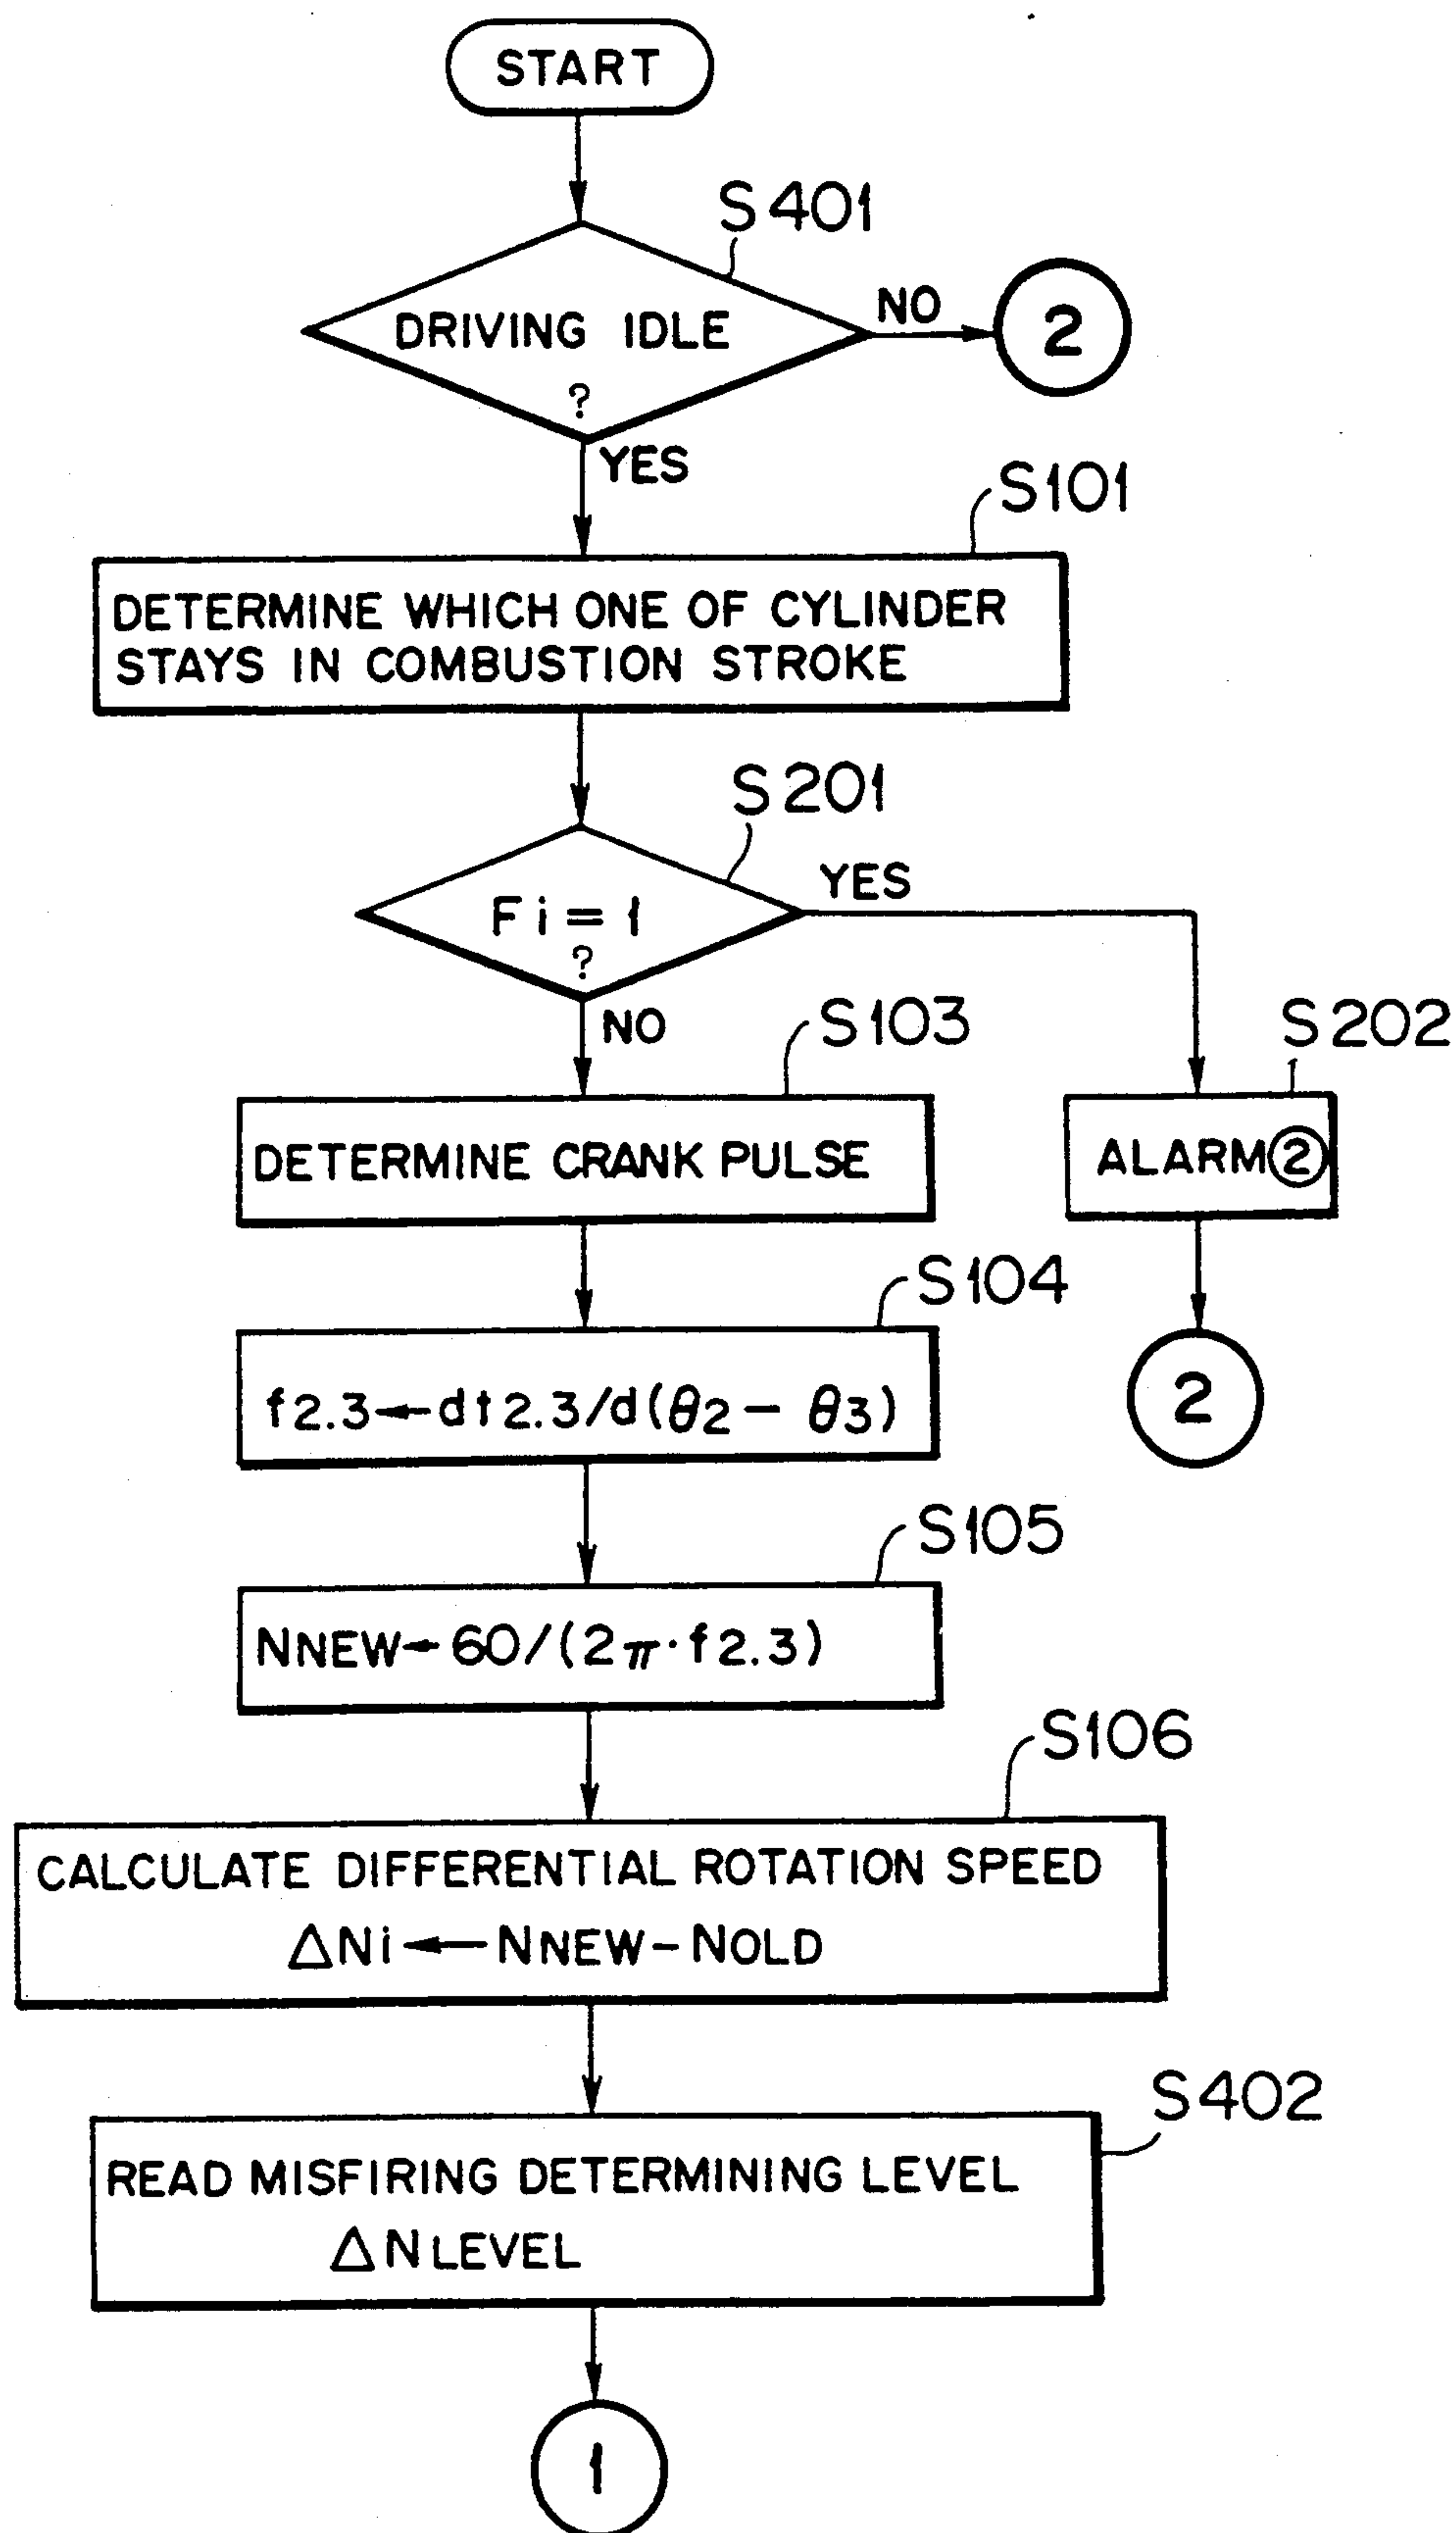 START
S401
DRIVING IDLE
?
NO
2
YES
S101
DETERMINE WHICH ONE OF CYLINDER
STAYS IN COMBUSTION STROKE
S201
Fi = 1
?
YES
NO
S103
DETERMINE CRANK PULSE
S202
ALARM②
2
S104
f2.3←dt2.3/d(θ2 − θ3)
S105
NNEW←60/(2π·f2.3)
S106
CALCULATE DIFFERENTIAL ROTATION SPEED
△Ni←NNEW−NOLD
S402
READ MISFIRING DETERMINING LEVEL
△NLEVEL
1